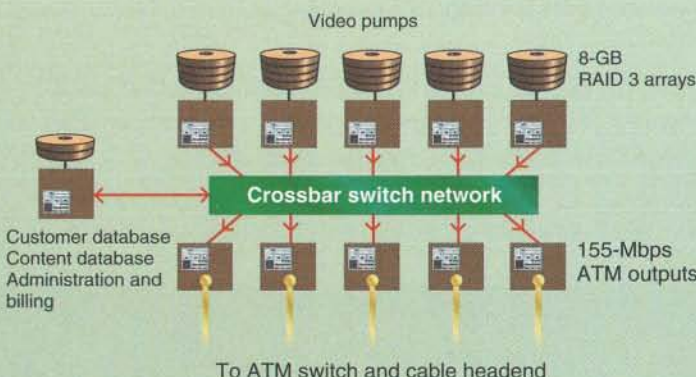 Video pumps
8-GB
RAID 3 arrays
Crossbar switch network
Customer database
Content database
Administration and
billing
155-Mbps
ATM outputs
To ATM switch and cable headend